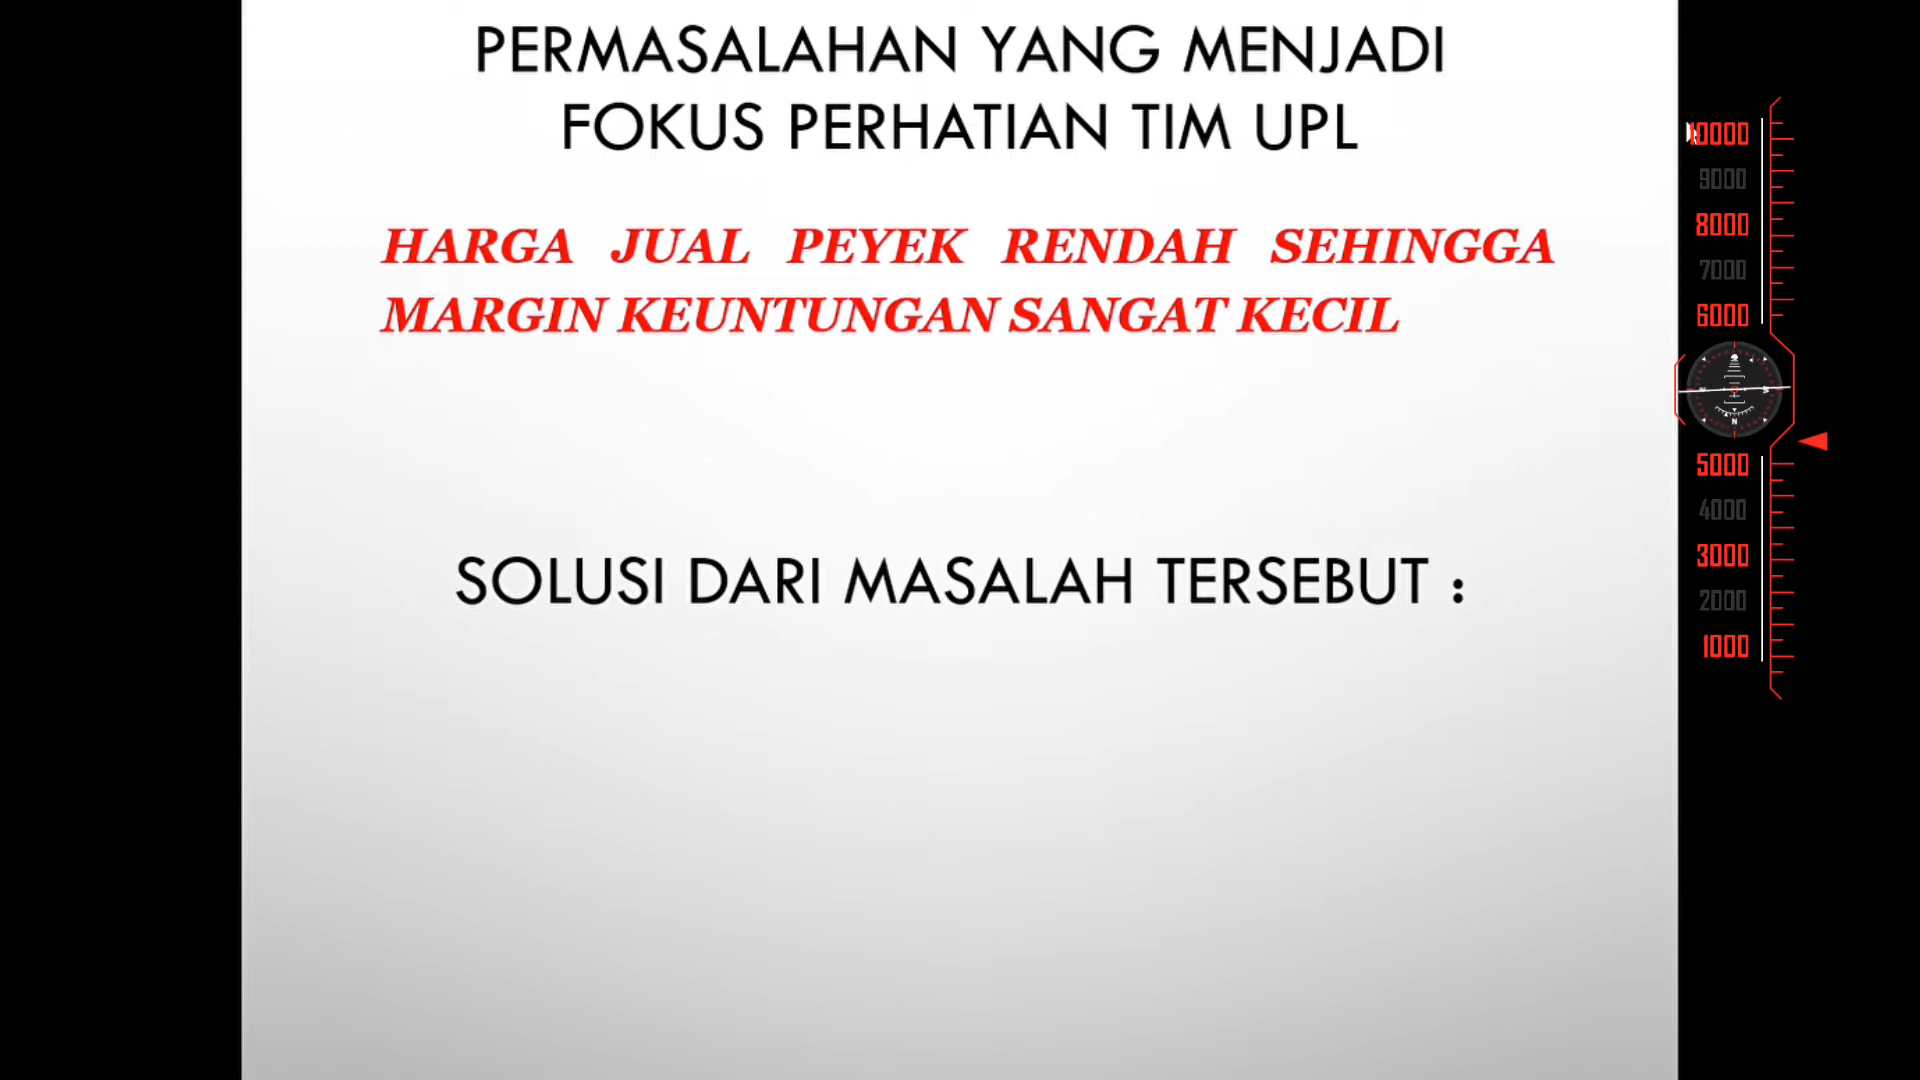 PERMASALAHAN YANG MENJADI
FOKUS PERHATIAN TIM UPL
HARGA JUAL PEYEK RENDAH SEHINGGA
MARGIN KEUNTUNGAN SANGAT KECIL
SOLUSI DARI MASALAH TERSEBUT :
10000
9000
8000
7000
6000
N
5000
4000
3000
2000
1000